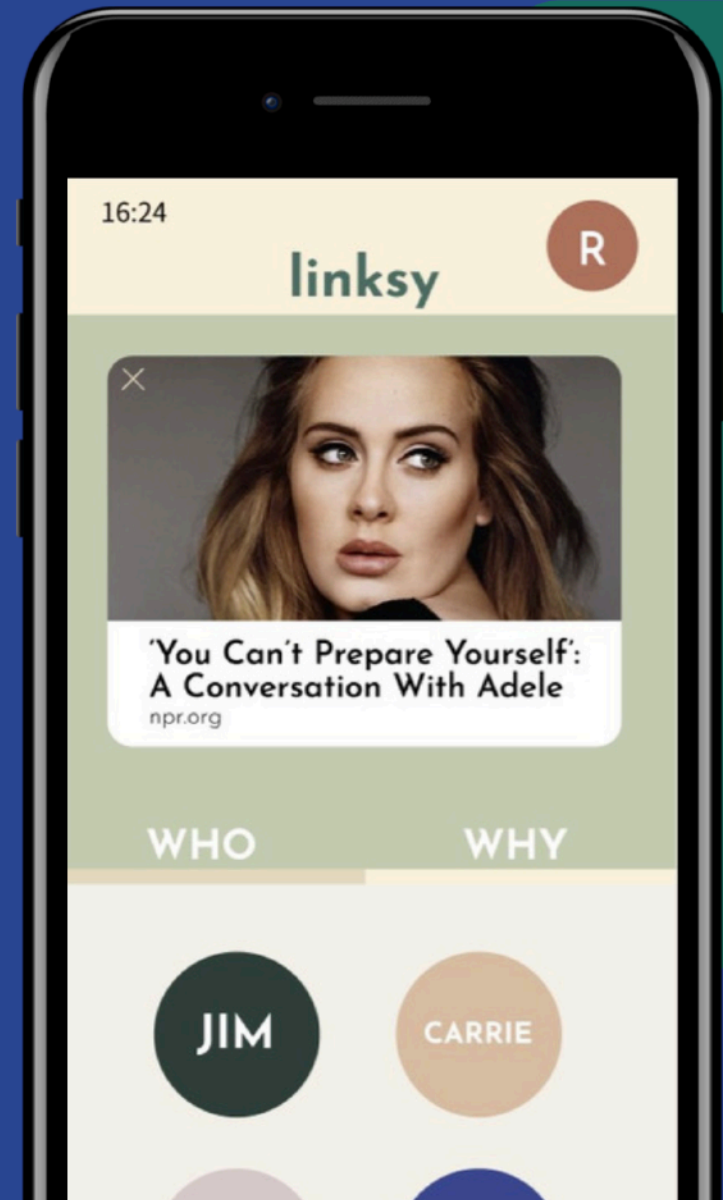 16:24
R
linksy
‘You Can’t Prepare Yourself’:
A Conversation With Adele
npr.org
WHO
WHY
JIM
CARRIE